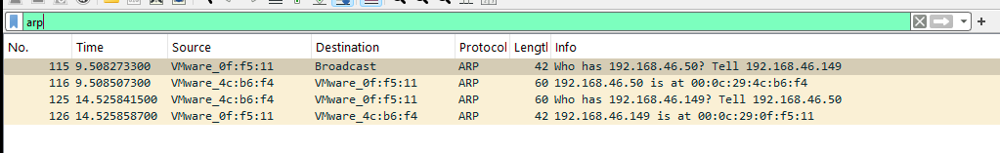 arp
No. Time Source Destination Protocol Lengtl Info
115 9.508273300 VMware_0f:f5:11 Broadcast ARP 42 Who has 192.168.46.50? Tell 192.168.46.149
116 9.508507300 VMware_4c:b6:f4 VMware_0f:f5:11 ARP 60 192.168.46.50 is at 00:0c:29:4c:b6:f4
125 14.525841500 VMware_0f:f5:11 VMware_4c:b6:f4 ARP 60 Who has 192.168.46.149? Tell 192.168.46.50
126 14.525858700 VMware_0f:f5:11 VMware_4c:b6:f4 ARP 42 192.168.46.149 is at 00:0c:29:0f:f5:11